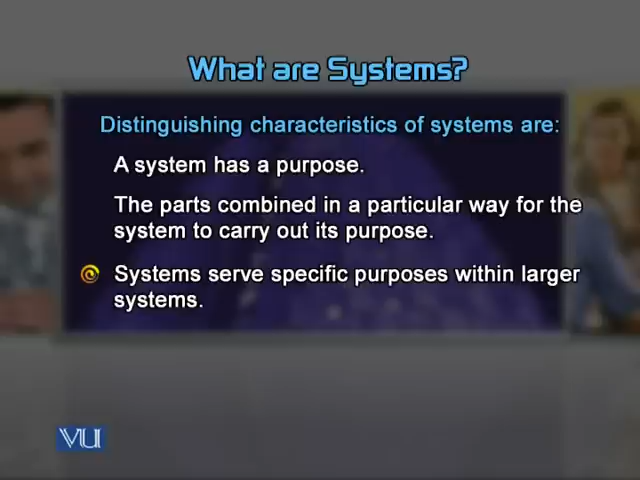 What are Systems?
Distinguishing characteristics of systems are:
A system has a purpose.
The parts combined in a particular way for the
system to carry out its purpose.
Systems serve specific purposes within larger
systems.
VU